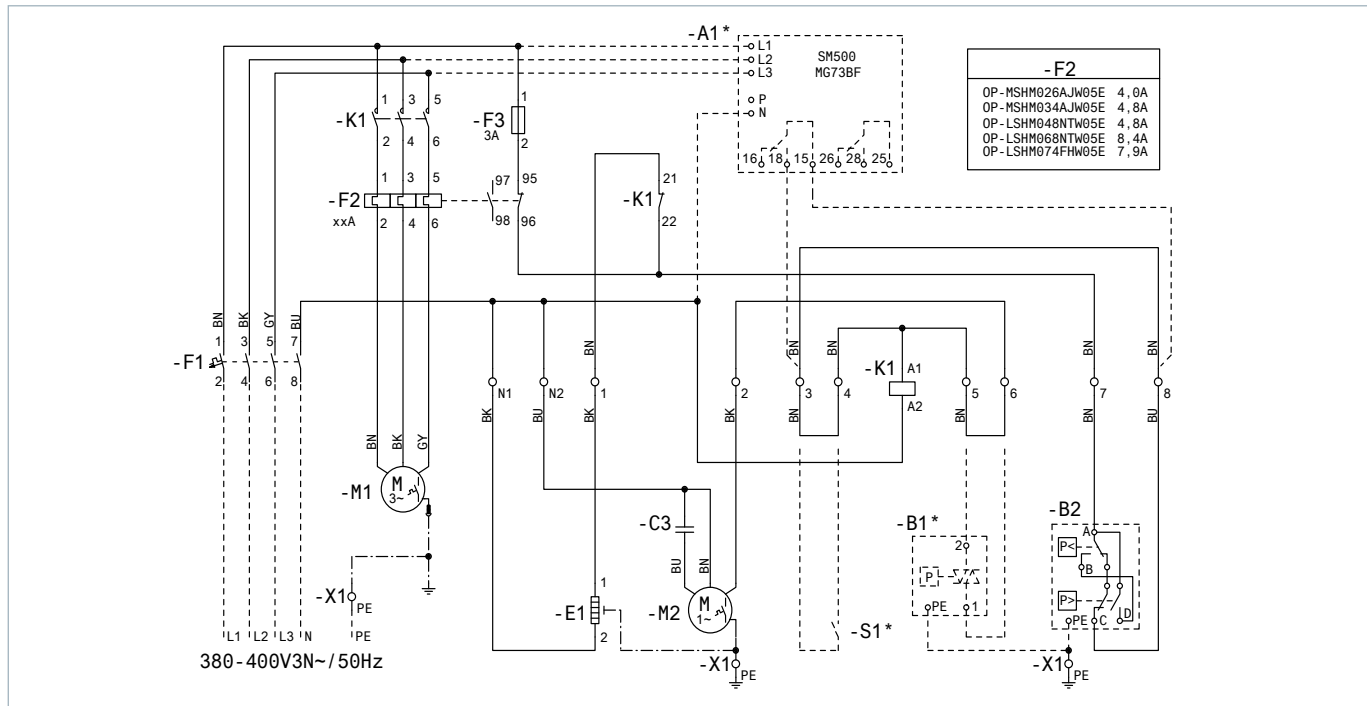 -A1*
L1
L2
L3
P
N
SM500
MG73BF
16 18 15 26 28 25
-F2
OP-MSHM026AJW05E 4,0A
OP-MSHM034AJW05E 4,8A
OP-LSHM048NTW05E 4,8A
OP-LSHM068NTW05E 8,4A
OP-LSHM074FHW05E 7,9A
1 3 5
-K1
2 4 6
1
-F3
3A
2
1 3 5
-F2
xxA
2 4 6
97 95
98 96
21
-K1
22
BN BK GY BU
1 3 5 7
-F1
2 4 6 8
BN BN BN BN BN
N1 N2 1 2 3 4
-K1 A1
A2
5 6 7 8
BK BU BK BK BN BN BN BU
BN BK GY
-M1
M
3~
-X1
PE
L1 L2 L3 N PE
380-400V3N~/50Hz
-C3
BU BN
1
-E1
2
M
1~
-M2
-X1
PE
-S1*
-B1*
2
P
PE 1
-B2
A
P<
B
P>
D
PE C
-X1
PE